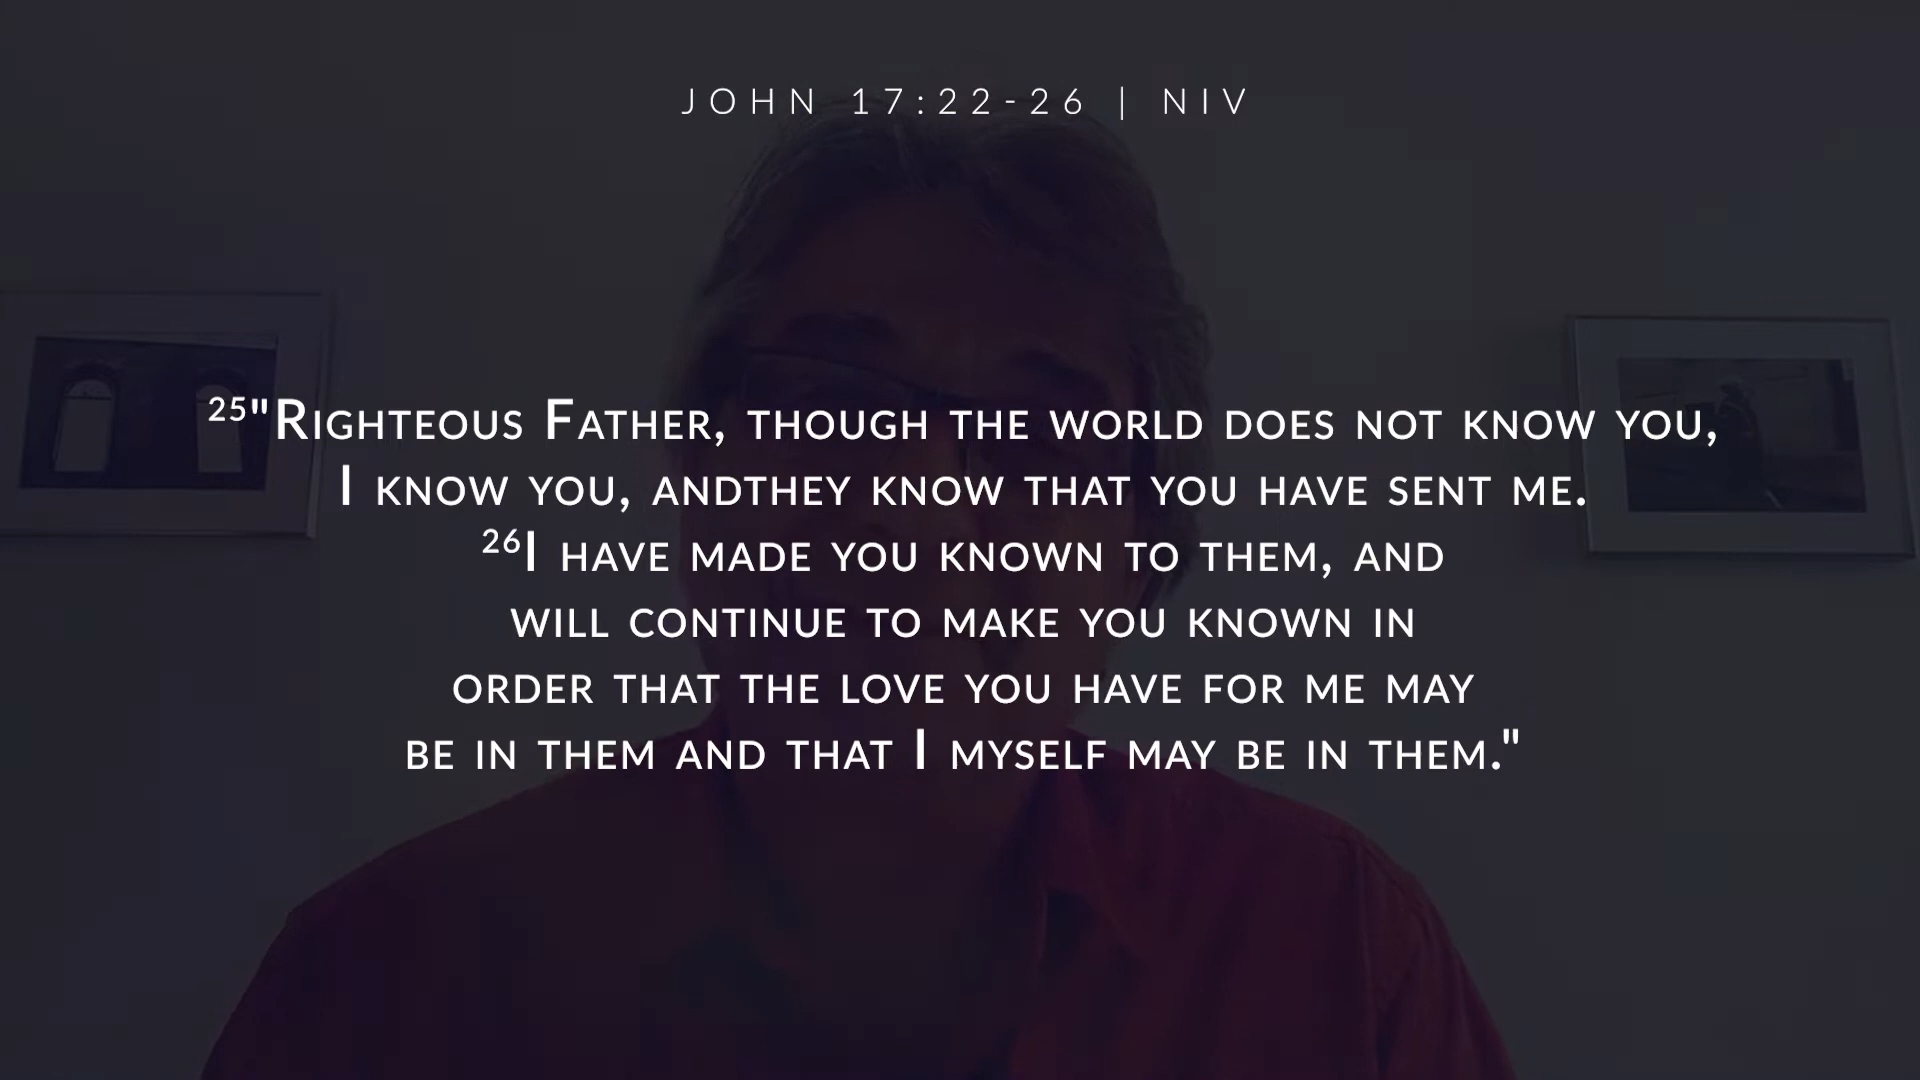 JOHN 17:22-26 | NIV
25"Righteous Father, though the world does not know you,
I know you, andthey know that you have sent me.
26I have made you known to them, and
will continue to make you known in
order that the love you have for me may
be in them and that I myself may be in them."